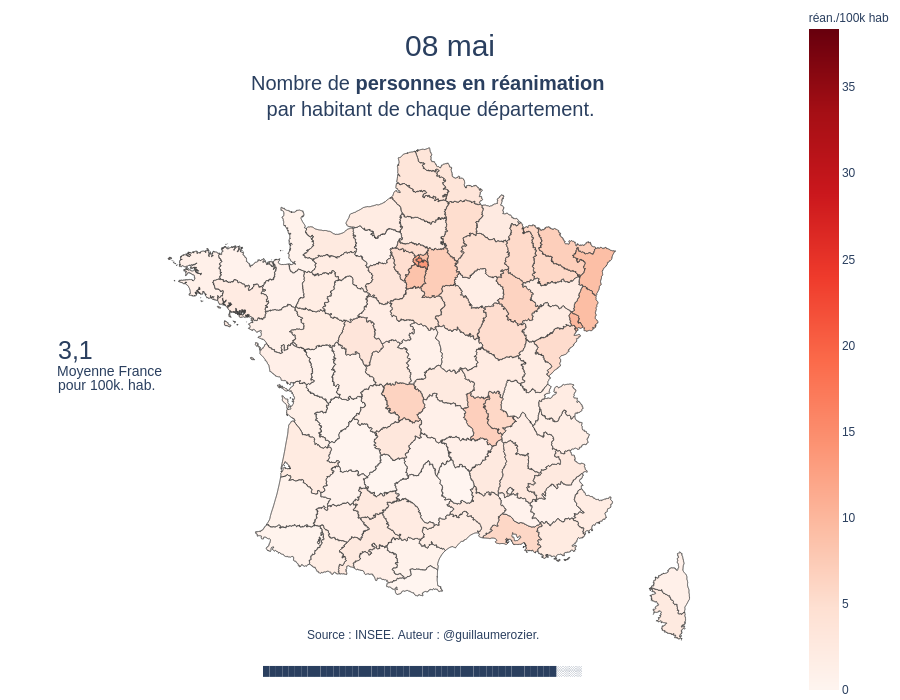 réan./100k hab
08 mai
Nombre de personnes en réanimation
par habitant de chaque département.
35
30
25
20
15
10
5
0
3,1
Moyenne France
pour 100k. hab.
Source : INSEE. Auteur : @guillaumerozier.